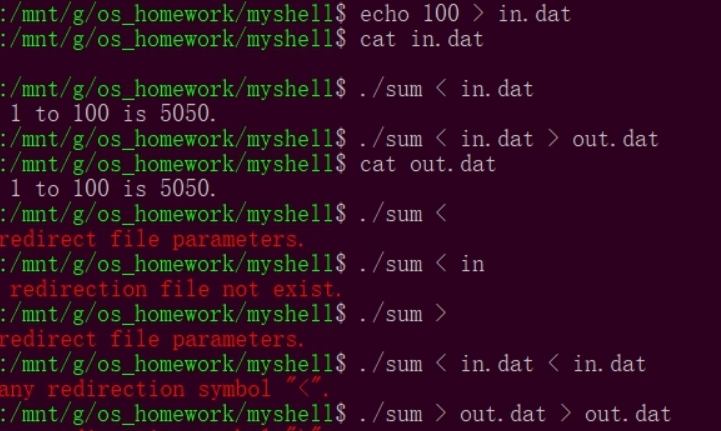 :/mnt/g/os_homework/myshell$ echo 100 > in.dat
:/mnt/g/os_homework/myshell$ cat in.dat
:/mnt/g/os_homework/myshell$ ./sum < in.dat
1 to 100 is 5050.
:/mnt/g/os_homework/myshell$ ./sum < in.dat > out.dat
:/mnt/g/os_homework/myshell$ cat out.dat
1 to 100 is 5050.
:/mnt/g/os_homework/myshell$ ./sum <
redirect file parameters.
:/mnt/g/os_homework/myshell$ ./sum < in
redirection file not exist.
:/mnt/g/os_homework/myshell$ ./sum >
redirect file parameters.
:/mnt/g/os_homework/myshell$ ./sum < in.dat < in.dat
any redirection symbol "<".
:/mnt/g/os_homework/myshell$ ./sum > out.dat > out.dat